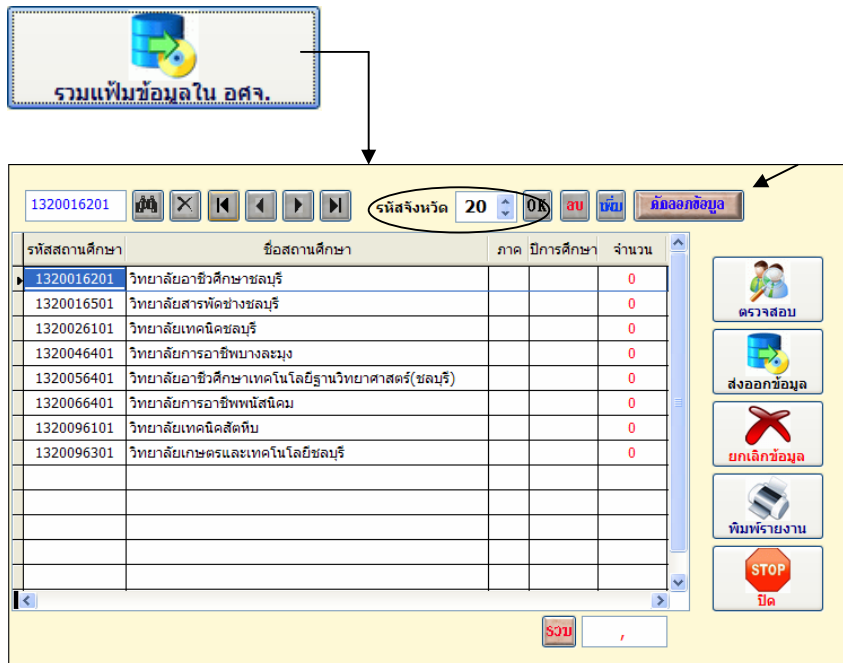 รวมแฟ้มข้อมูลใน อศจ.
1320016201 รหัสจังหวัด 20 OK ลบ เพิ่ม คัดลอกข้อมูล
รหัสสถานศึกษา ชื่อสถานศึกษา ภาค ปีการศึกษา จำนวน
1320016201 วิทยาลัยอาชีวศึกษาชลบุรี 0
1320016501 วิทยาลัยสารพัดช่างชลบุรี 0
1320026101 วิทยาลัยเทคนิคชลบุรี 0
1320046401 วิทยาลัยการอาชีพบางละมุง 0
1320056401 วิทยาลัยอาชีวศึกษาเทคโนโลยีฐานวิทยาศาสตร์(ชลบุรี) 0
1320066401 วิทยาลัยการอาชีพพนัสนิคม 0
1320096101 วิทยาลัยเทคนิคสัตหีบ 0
1320096301 วิทยาลัยเกษตรและเทคโนโลยีชลบุรี 0
ตรวจสอบ
ส่งออกข้อมูล
ยกเลิกข้อมูล
พิมพ์รายงาน
STOP
ปิด
รวม ,